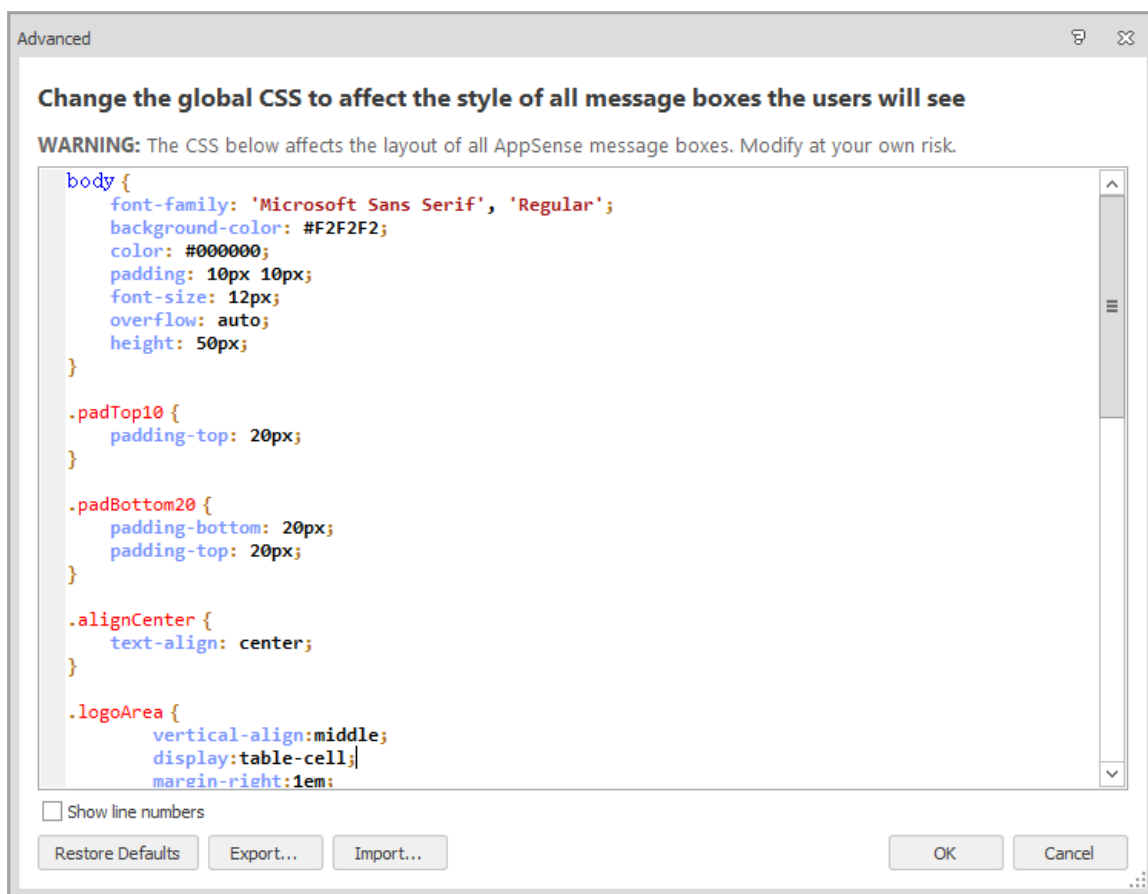 Advanced
Change the global CSS to affect the style of all message boxes the users will see
WARNING: The CSS below affects the layout of all AppSense message boxes. Modify at your own risk.
body {
    font-family: 'Microsoft Sans Serif', 'Regular';
    background-color: #F2F2F2;
    color: #000000;
    padding: 10px 10px;
    font-size: 12px;
    overflow: auto;
    height: 50px;
}
.padTop10 {
    padding-top: 20px;
}
.padBottom20 {
    padding-bottom: 20px;
    padding-top: 20px;
}
.alignCenter {
    text-align: center;
}
.logoArea {
        vertical-align:middle;
        display:table-cell;
        margin-right:1em;
Show line numbers
Restore Defaults Export... Import... OK Cancel